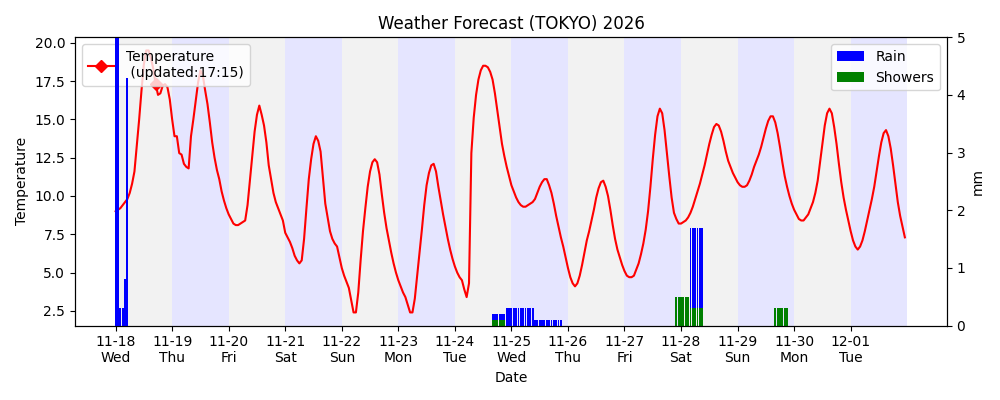 Weather Forecast (TOKYO) 2026
Temperature
(updated:17:15)
Rain
Showers
20.0
17.5
15.0
12.5
10.0
7.5
5.0
2.5
Temperature
5
4
3
2
1
0
mm
11-18 11-19 11-20 11-21 11-22 11-23 11-24 11-25 11-26 11-27 11-28 11-29 11-30 12-01
Wed Thu Fri Sat Sun Mon Tue Wed Thu Fri Sat Sun Mon Tue
Date